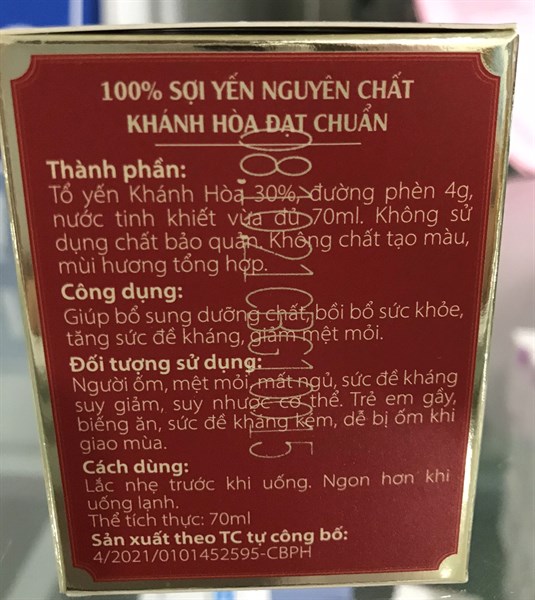 100% SỢI YẾN NGUYÊN CHẤT
KHÁNH HÒA ĐẠT CHUẨN
Thành phần:
Tổ yến Khánh Hòa 30%, đường phèn 4g,
nước tinh khiết vừa đủ 70ml. Không sử
dụng chất bảo quản. Không chất tạo màu,
mùi hương tổng hợp.
Công dụng:
Giúp bổ sung dưỡng chất, bồi bổ sức khỏe,
tăng sức đề kháng, giảm mệt mỏi.
Đối tượng sử dụng:
Người ốm, mệt mỏi, mất ngủ, sức đề kháng
suy giảm, suy nhược cơ thể. Trẻ em gầy,
biếng ăn, sức đề kháng kém, dễ bị ốm khi
giao mùa.
Cách dùng:
Lắc nhẹ trước khi uống. Ngon hơn khi
uống lạnh.
Thể tích thực: 70ml
Sản xuất theo TC tự công bố:
4/2021/0101452595-CBPH